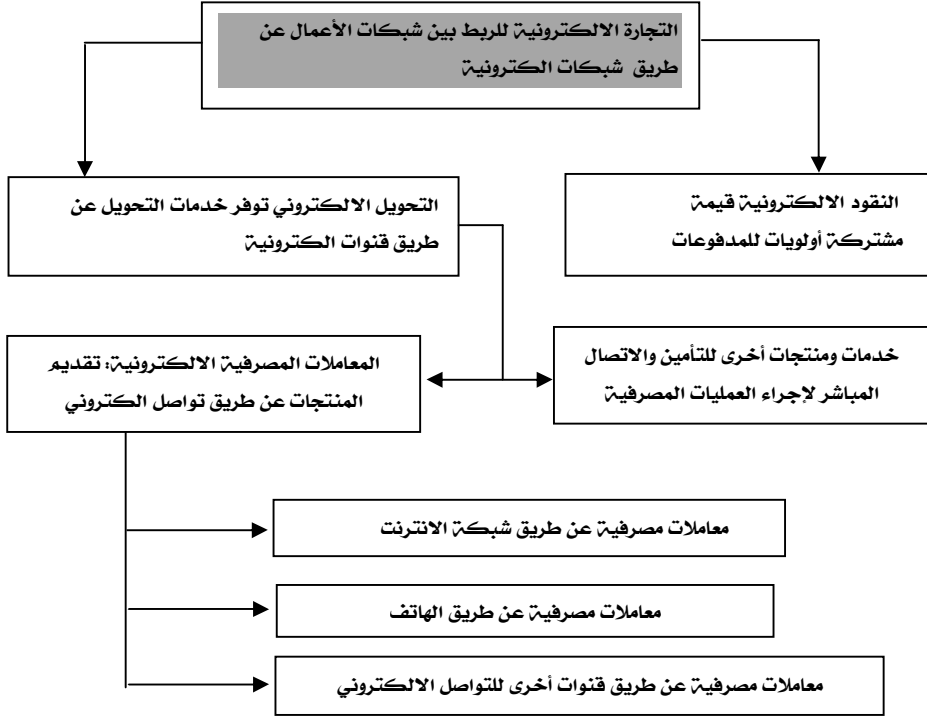 التجارة الالكترونية للربط بين شبكات الأعمال عن
طريق شبكات الكترونية
النقود الالكترونية قيمة
مشتركة أولويات للمدفوعات
التحويل الالكتروني توفر خدمات التحويل عن
طريق قنوات الكترونية
خدمات ومنتجات أخرى للتأمين والاتصال
المباشر لإجراء العمليات المصرفية
المعاملات المصرفية الالكترونية: تقديم
المنتجات عن طريق تواصل الكتروني
معاملات مصرفية عن طريق شبكة الانترنت
معاملات مصرفية عن طريق الهاتف
معاملات مصرفية عن طريق قنوات أخرى للتواصل الالكتروني